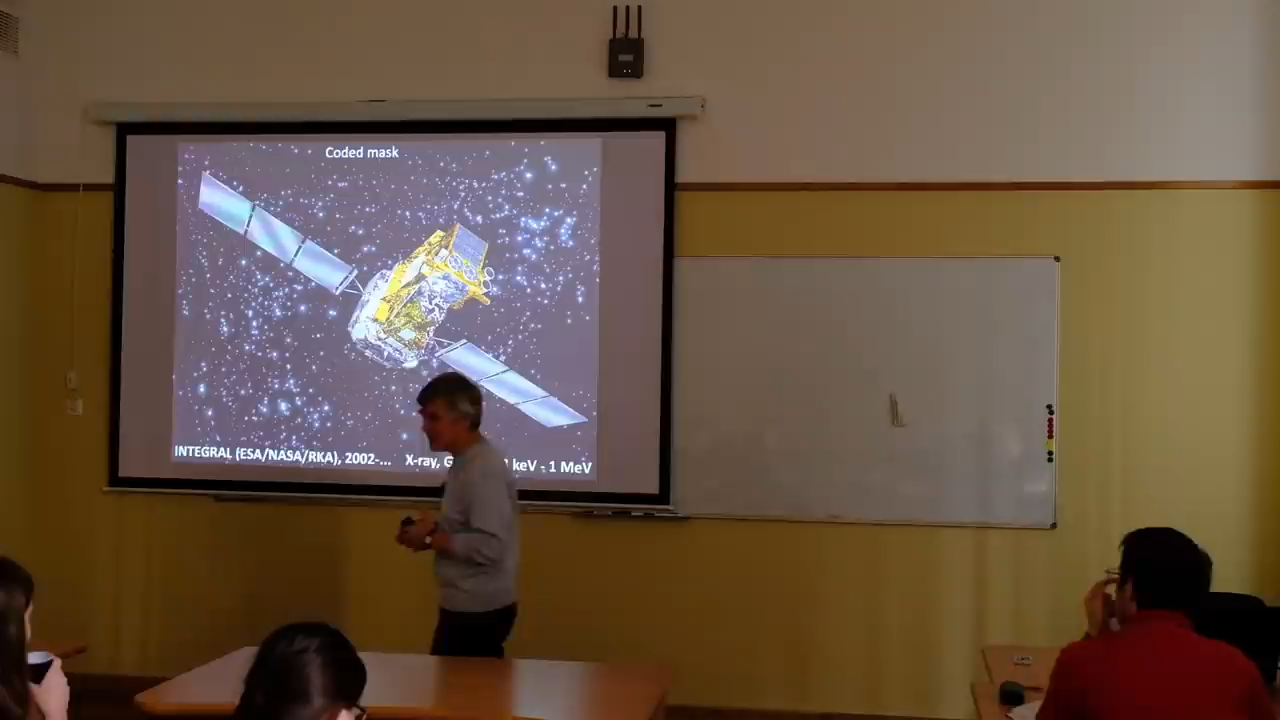 Coded mask
INTEGRAL (ESA/NASA/RKA), 2002-...
X-ray, G keV - 1 MeV